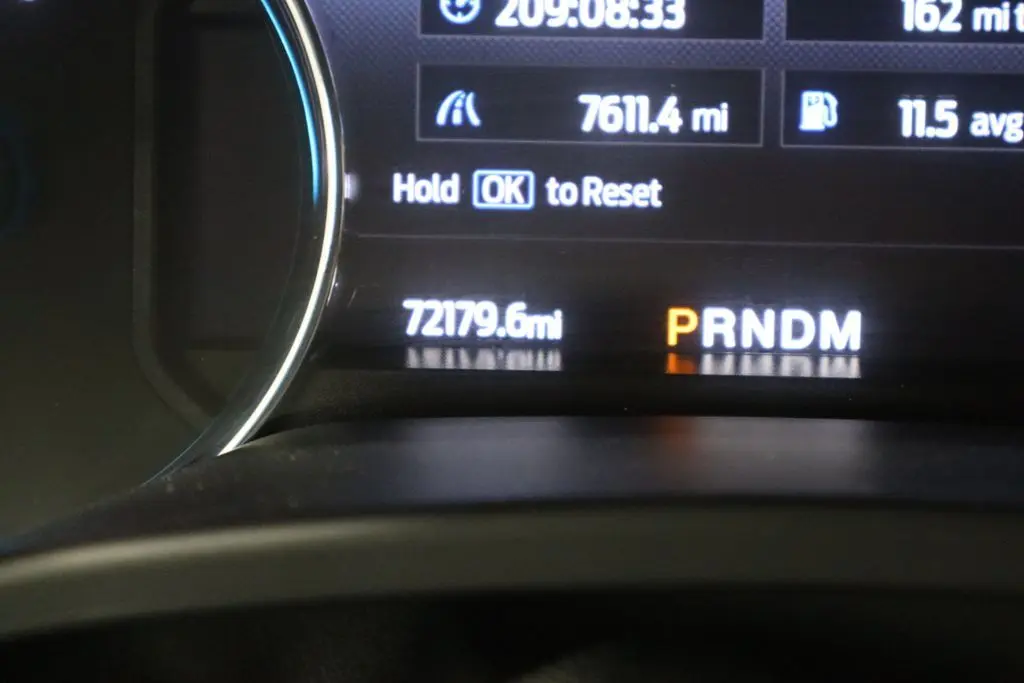 209:08:33
162 mi t
7611.4 mi
11.5 avg
Hold OK to Reset
72179.6mi
PRNDM